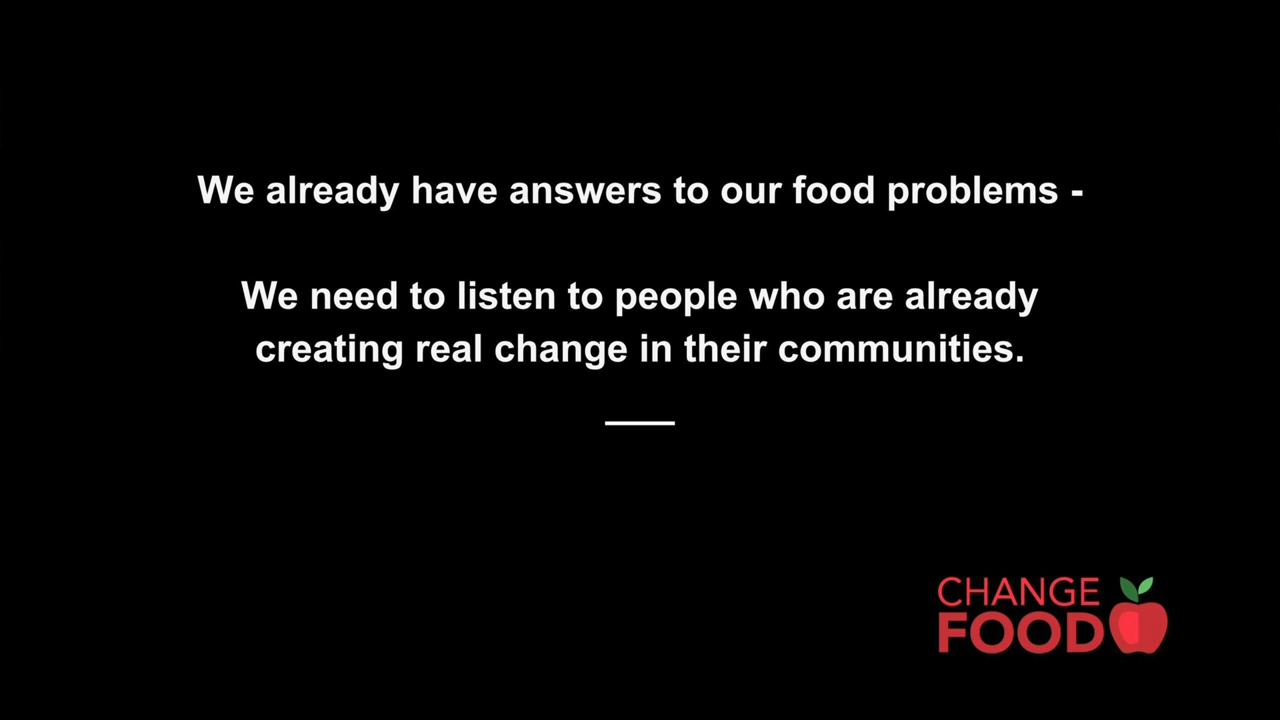 We already have answers to our food problems -
We need to listen to people who are already
creating real change in their communities.
CHANGE
FOOD